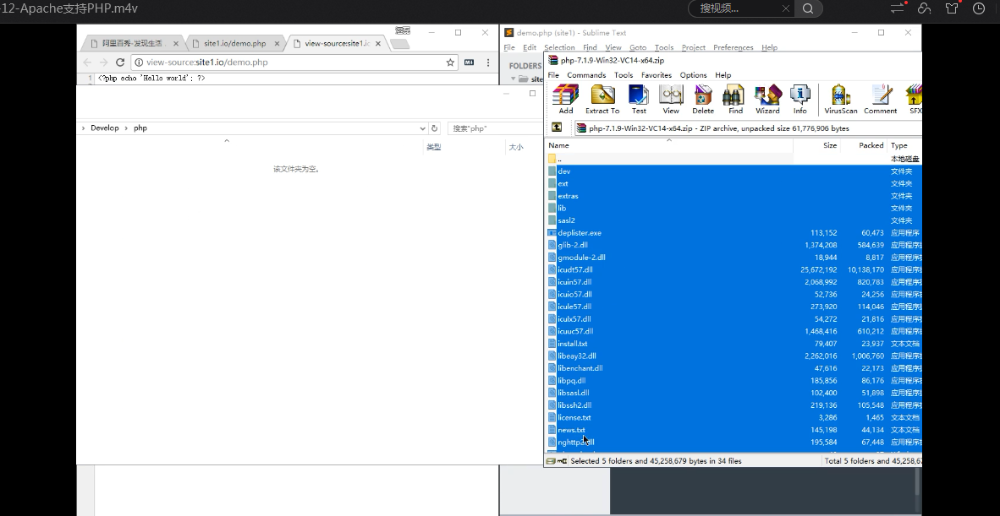 -12-Apache支持PHP.m4v
搜视频...
阿里百秀-发现生活
site1.io/demo.php
view-source:site1.i
view-source:site1.io/demo.php
1 <?php echo 'Hello world'; ?>
demo.php (site1) - Sublime Text
File Edit Selection Find View Goto Tools Project Preferences Help
FOLDERS
site
Develop php
搜索"php"
类型 大小
该文件夹为空。
php-7.1.9-Win32-VC14-x64.zip
File Commands Tools Favorites Options Help
Add Extract To Test View Delete Find Wizard Info VirusScan Comment SFX
php-7.1.9-Win32-VC14-x64.zip - ZIP archive, unpacked size 61,776,906 bytes
Name Size Packed Type
.. 本地磁盘
dev 文件夹
ext 文件夹
extras 文件夹
lib 文件夹
sasl2 文件夹
deplister.exe 113,152 60,473 应用程序
glib-2.dll 1,374,208 584,639 应用程序扩
gmodule-2.dll 18,944 8,817 应用程序扩
icudt57.dll 25,672,192 10,138,170 应用程序扩
icuin57.dll 2,068,992 820,783 应用程序扩
icuio57.dll 52,736 24,256 应用程序扩
icule57.dll 273,920 114,046 应用程序扩
iculx57.dll 54,272 21,816 应用程序扩
icuuc57.dll 1,468,416 610,212 应用程序扩
install.txt 79,407 23,937 文本文档
libeay32.dll 2,262,016 1,006,760 应用程序扩
libenchant.dll 47,616 22,173 应用程序扩
libpq.dll 185,856 86,176 应用程序扩
libsasl.dll 102,400 51,898 应用程序扩
libssh2.dll 219,136 105,548 应用程序扩
license.txt 3,286 1,465 文本文档
news.txt 145,198 44,134 文本文档
nghttp2.dll 195,584 67,448 应用程序扩
Selected 5 folders and 45,258,679 bytes in 34 files
Total 5 folders and 45,258,67